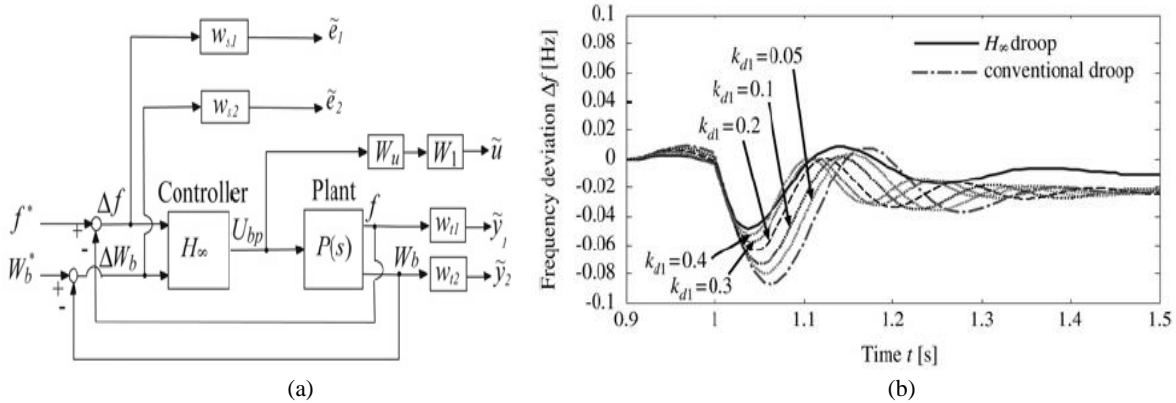 w_{s1}
ẽ_1
w_{s2}
ẽ_2
W_u
W_1
ũ
Controller
Plant
f*
+
-
Δf
H_∞
U_{bp}
P(s)
f
w_{t1}
ỹ_1
W_b*
+
-
ΔW_b
W_b
w_{t2}
ỹ_2
(a)
Frequency deviation Δf [Hz]
0.1
0.08
0.06
0.04
0.02
0
-0.02
-0.04
-0.06
-0.08
-0.1
H_∞ droop
conventional droop
k_{d1}=0.05
k_{d1}=0.1
k_{d1}=0.2
k_{d1}=0.4
k_{d1}=0.3
0.9
1
1.1
1.2
1.3
1.4
1.5
Time t [s]
(b)